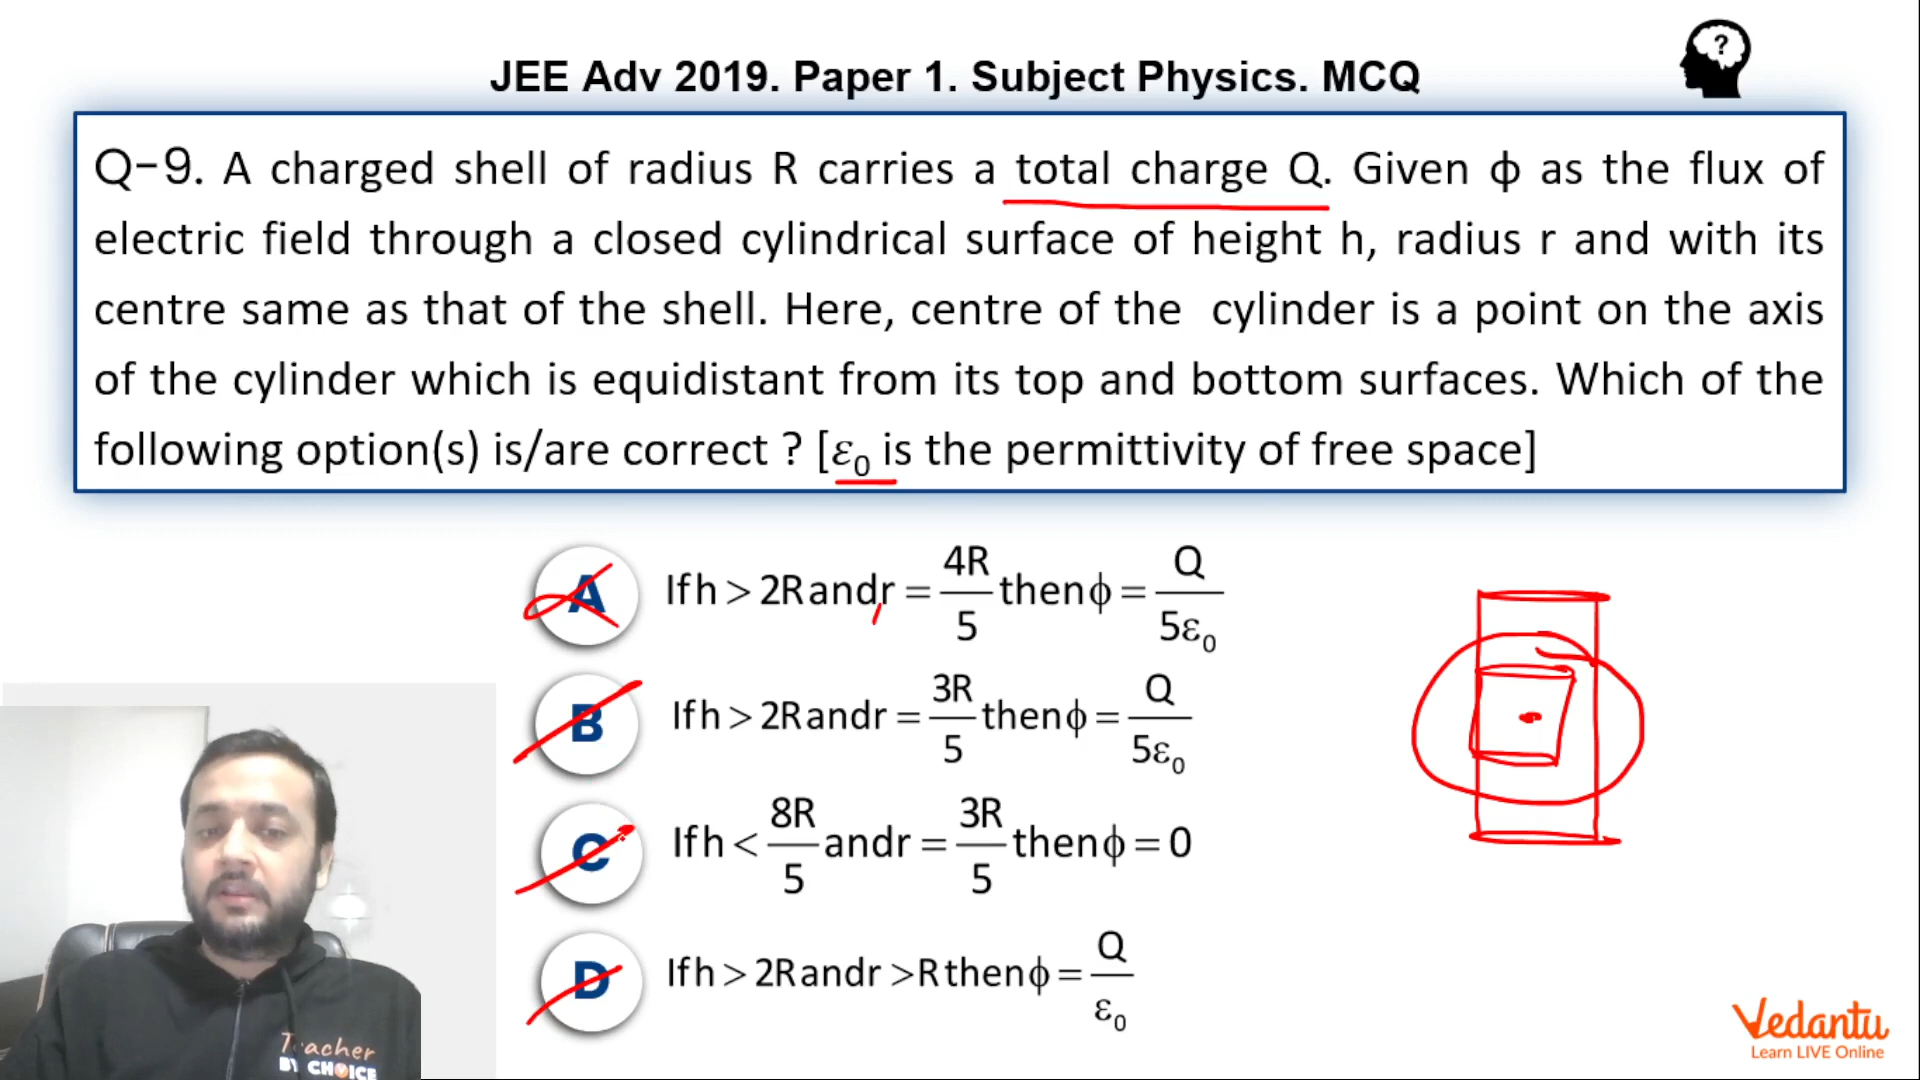 JEE Adv 2019. Paper 1. Subject Physics. MCQ
?
Q-9. A charged shell of radius R carries a total charge Q. Given ϕ as the flux of
electric field through a closed cylindrical surface of height h, radius r and with its
centre same as that of the shell. Here, centre of the cylinder is a point on the axis
of the cylinder which is equidistant from its top and bottom surfaces. Which of the
following option(s) is/are correct ? [ε₀ is the permittivity of free space]
A If h > 2R and r = 4R/5 then ϕ = Q/5ε₀
B If h > 2R and r = 3R/5 then ϕ = Q/5ε₀
C If h < 8R/5 and r = 3R/5 then ϕ = 0
D If h > 2R and r > R then ϕ = Q/ε₀
Teacher
BY CHOICE
Vedantu
Learn LIVE Online